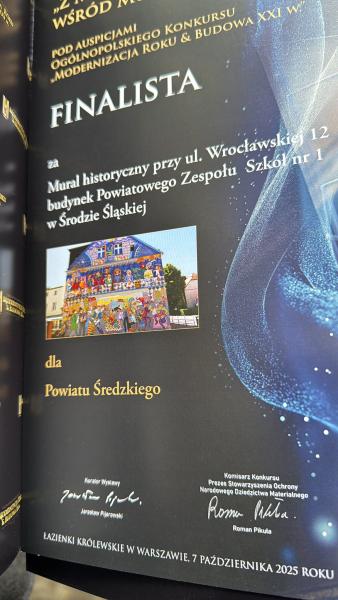 WŚRÓD
POD AUSPICJAMI
OGÓLNOPOLSKIEGO KONKURSU
„MODERNIZACJA ROKU & BUDOWA XXI W."
FINALISTA
za
Mural historyczny przy ul. Wrocławskiej 12
budynek Powiatowego Zespołu Szkół nr 1
w Środzie Śląskiej
dla
Powiatu Średzkiego
Kurator Wystawy
Jarosław Pijarowski
Komisarz Konkursu
Prezes Stowarzyszenia Ochrony
Narodowego Dziedzictwa Materialnego
Roman Pikuła
ŁAZIENKI KRÓLEWSKIE W WARSZAWIE, 7 PAŹDZIERNIKA 2025 ROKU